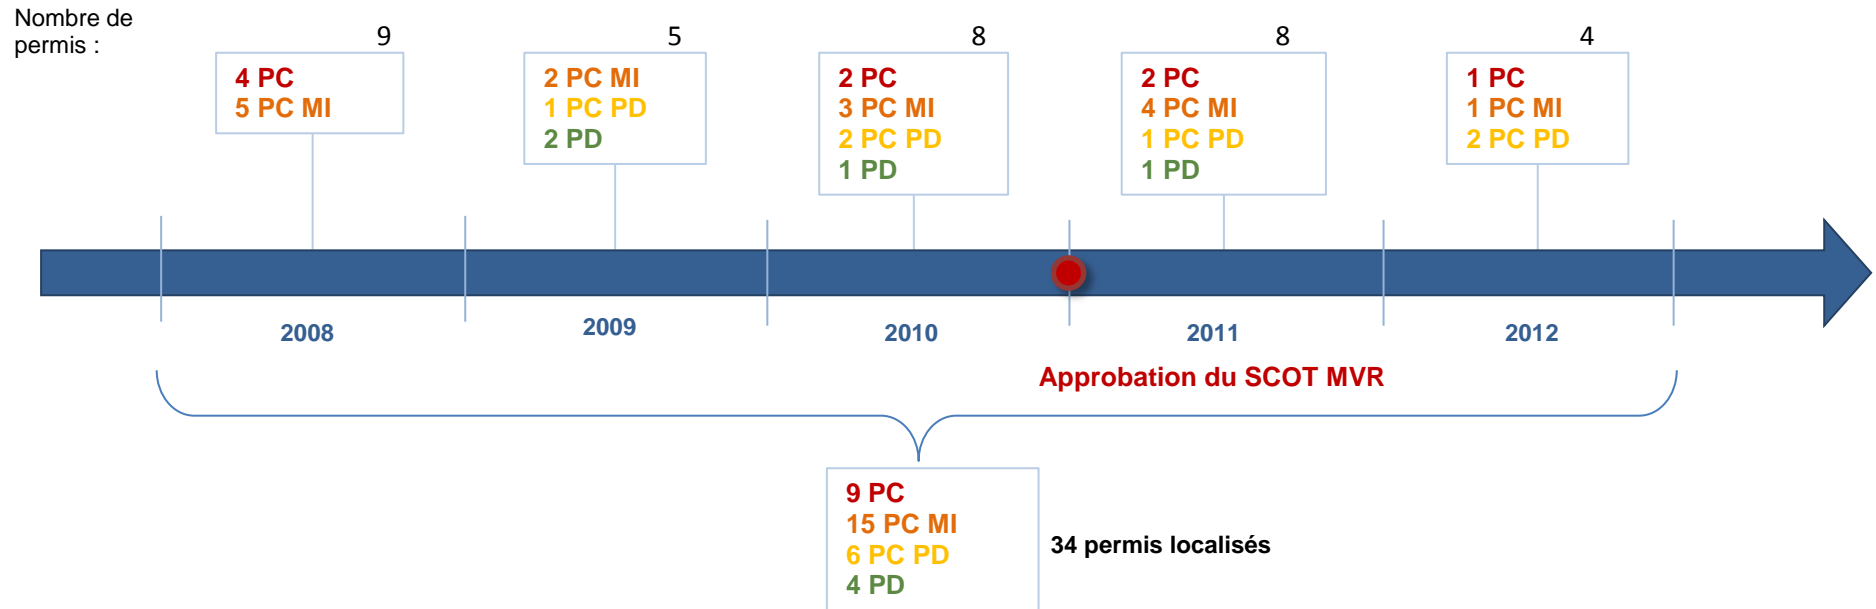 Nombre de
permis :
9
5
8
8
4
4 PC
5 PC MI
2 PC MI
1 PC PD
2 PD
2 PC
3 PC MI
2 PC PD
1 PD
2 PC
4 PC MI
1 PC PD
1 PD
1 PC
1 PC MI
2 PC PD
2008
2009
2010
2011
2012
Approbation du SCOT MVR
9 PC
15 PC MI
6 PC PD
4 PD
34 permis localisés